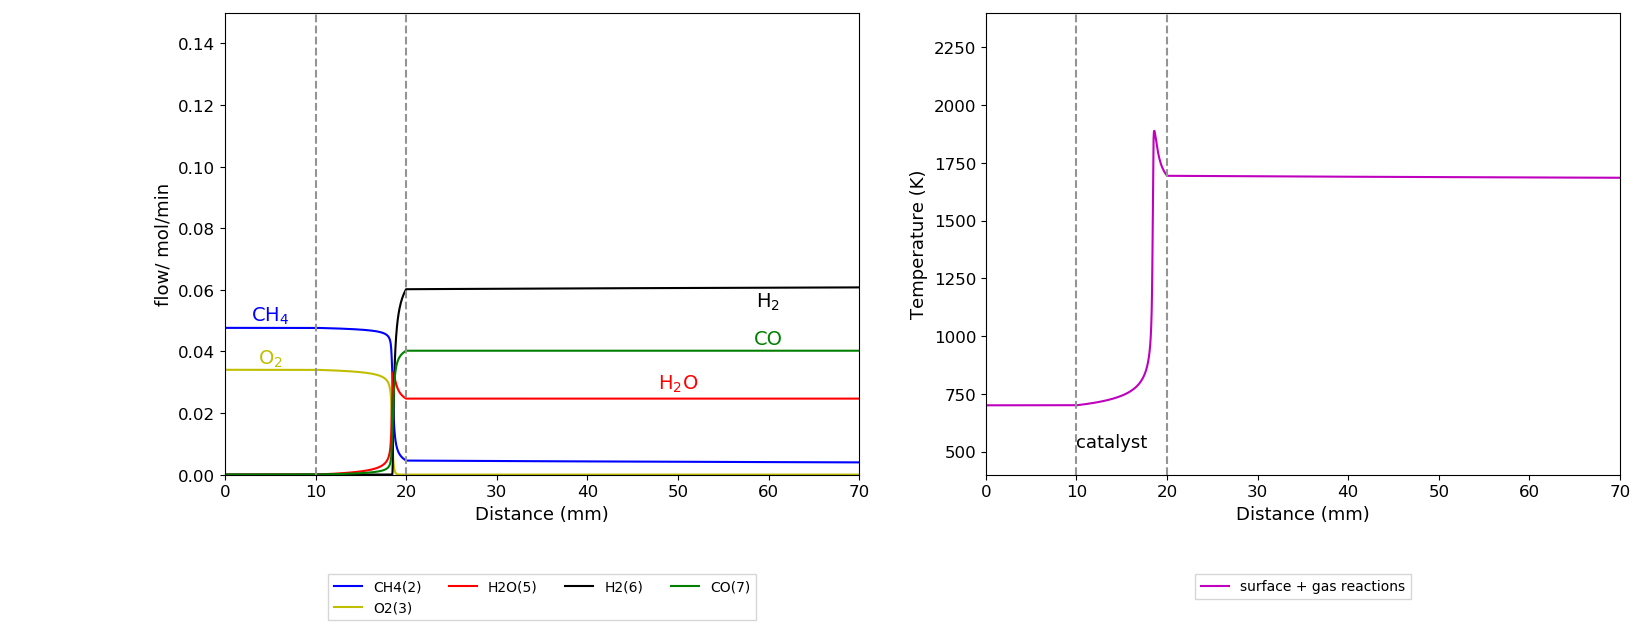 0.14
0.12
0.10
0.08
0.06
0.04
0.02
0.00
flow/ mol/min
CH₄
O₂
H₂
CO
H₂O
0 10 20 30 40 50 60 70
Distance (mm)
CH4(2) H2O(5) H2(6) CO(7)
O2(3)
2250
2000
1750
1500
1250
1000
750
500
Temperature (K)
catalyst
0 10 20 30 40 50 60 70
Distance (mm)
surface + gas reactions